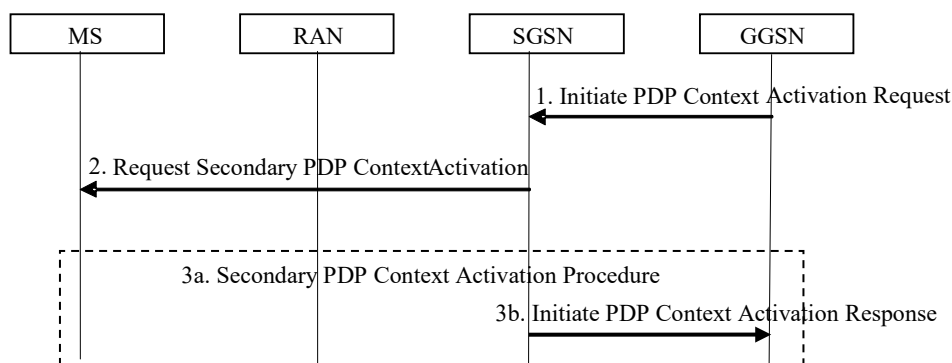 MS
RAN
SGSN
GGSN
1. Initiate PDP Context Activation Request
2. Request Secondary PDP ContextActivation
3a. Secondary PDP Context Activation Procedure
3b. Initiate PDP Context Activation Response